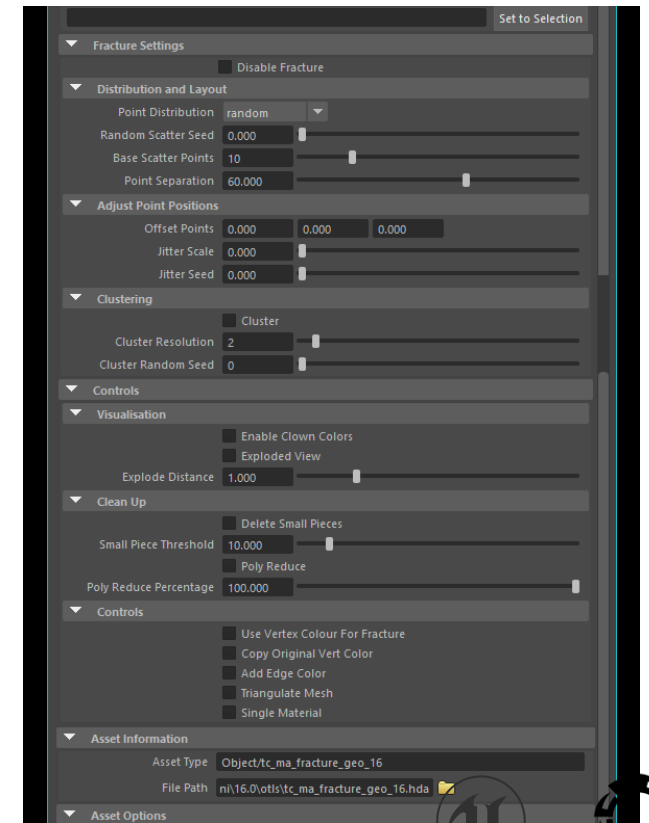 Set to Selection
Fracture Settings
Disable Fracture
Distribution and Layout
Point Distribution random
Random Scatter Seed 0.000
Base Scatter Points 10
Point Separation 60.000
Adjust Point Positions
Offset Points 0.000 0.000 0.000
Jitter Scale 0.000
Jitter Seed 0.000
Clustering
Cluster
Cluster Resolution 2
Cluster Random Seed 0
Controls
Visualisation
Enable Clown Colors
Exploded View
Explode Distance 1.000
Clean Up
Delete Small Pieces
Small Piece Threshold 10.000
Poly Reduce
Poly Reduce Percentage 100.000
Controls
Use Vertex Colour For Fracture
Copy Original Vert Color
Add Edge Color
Triangulate Mesh
Single Material
Asset Information
Asset Type Object/tc_ma_fracture_geo_16
File Path ni\16.0\otls\tc_ma_fracture_geo_16.hda
Asset Options